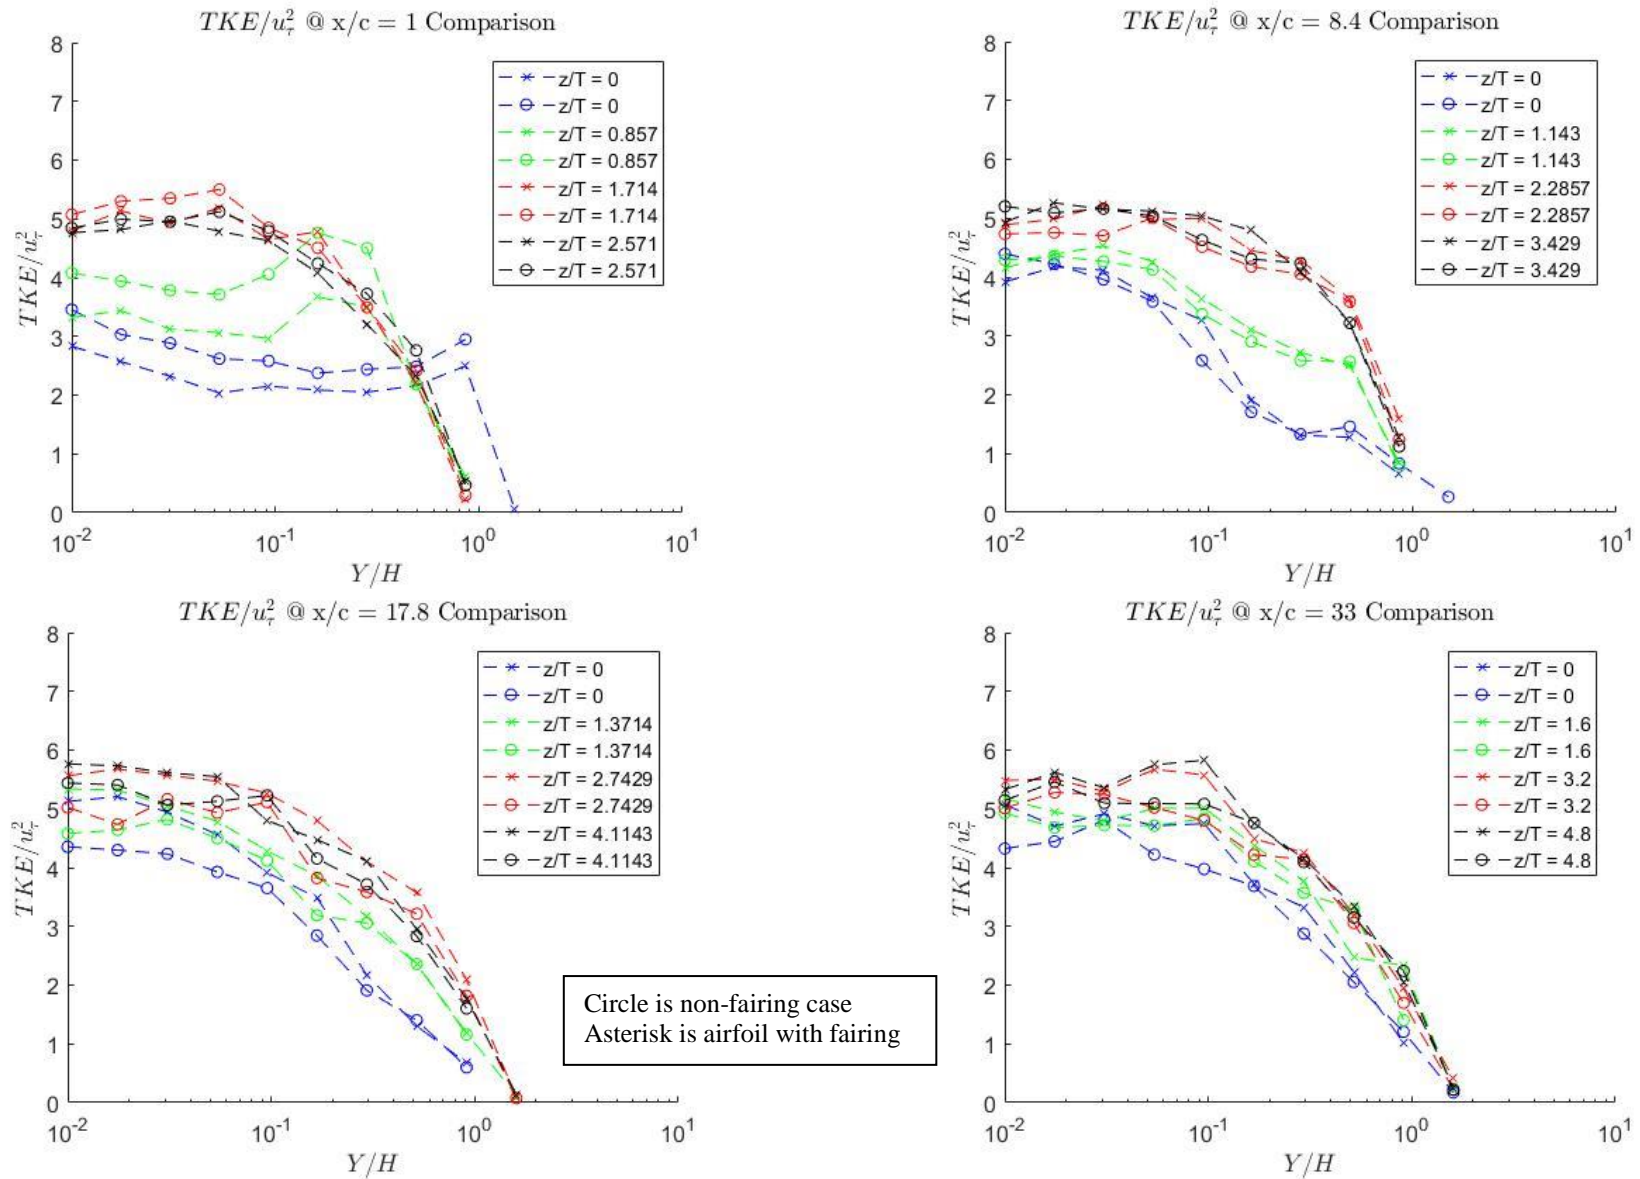 TKE/u_τ^2 @ x/c = 1 Comparison
8
7
6
5
4
3
2
1
0
TKE/u_τ^2
z/T = 0
z/T = 0
z/T = 0.857
z/T = 0.857
z/T = 1.714
z/T = 1.714
z/T = 2.571
z/T = 2.571
10^-2 10^-1 10^0 10^1
Y/H
TKE/u_τ^2 @ x/c = 8.4 Comparison
8
7
6
5
4
3
2
1
0
TKE/u_τ^2
z/T = 0
z/T = 0
z/T = 1.143
z/T = 1.143
z/T = 2.2857
z/T = 2.2857
z/T = 3.429
z/T = 3.429
10^-2 10^-1 10^0 10^1
Y/H
TKE/u_τ^2 @ x/c = 17.8 Comparison
8
7
6
5
4
3
2
1
0
TKE/u_τ^2
z/T = 0
z/T = 0
z/T = 1.3714
z/T = 1.3714
z/T = 2.7429
z/T = 2.7429
z/T = 4.1143
z/T = 4.1143
10^-2 10^-1 10^0 10^1
Y/H
Circle is non-fairing case
Asterisk is airfoil with fairing
TKE/u_τ^2 @ x/c = 33 Comparison
8
7
6
5
4
3
2
1
0
TKE/u_τ^2
z/T = 0
z/T = 0
z/T = 1.6
z/T = 1.6
z/T = 3.2
z/T = 3.2
z/T = 4.8
z/T = 4.8
10^-2 10^-1 10^0 10^1
Y/H